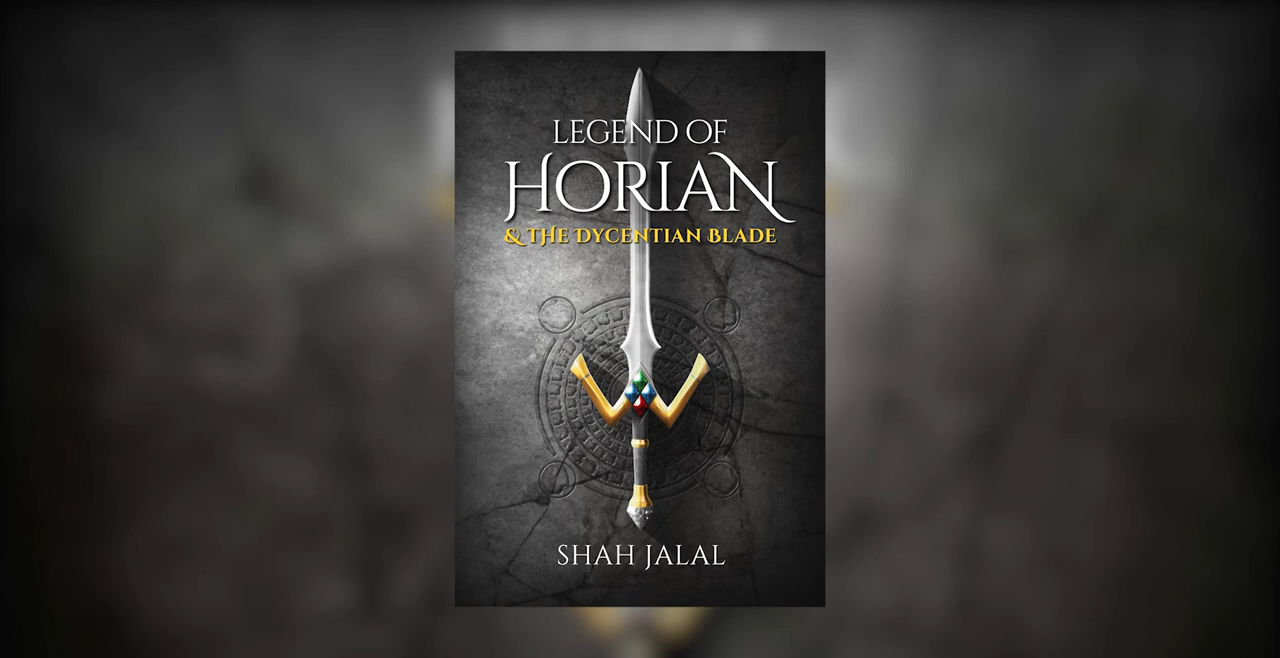 LEGEND OF
HORIAN
& THE DYCENTIAN BLADE
SHAH JALAL